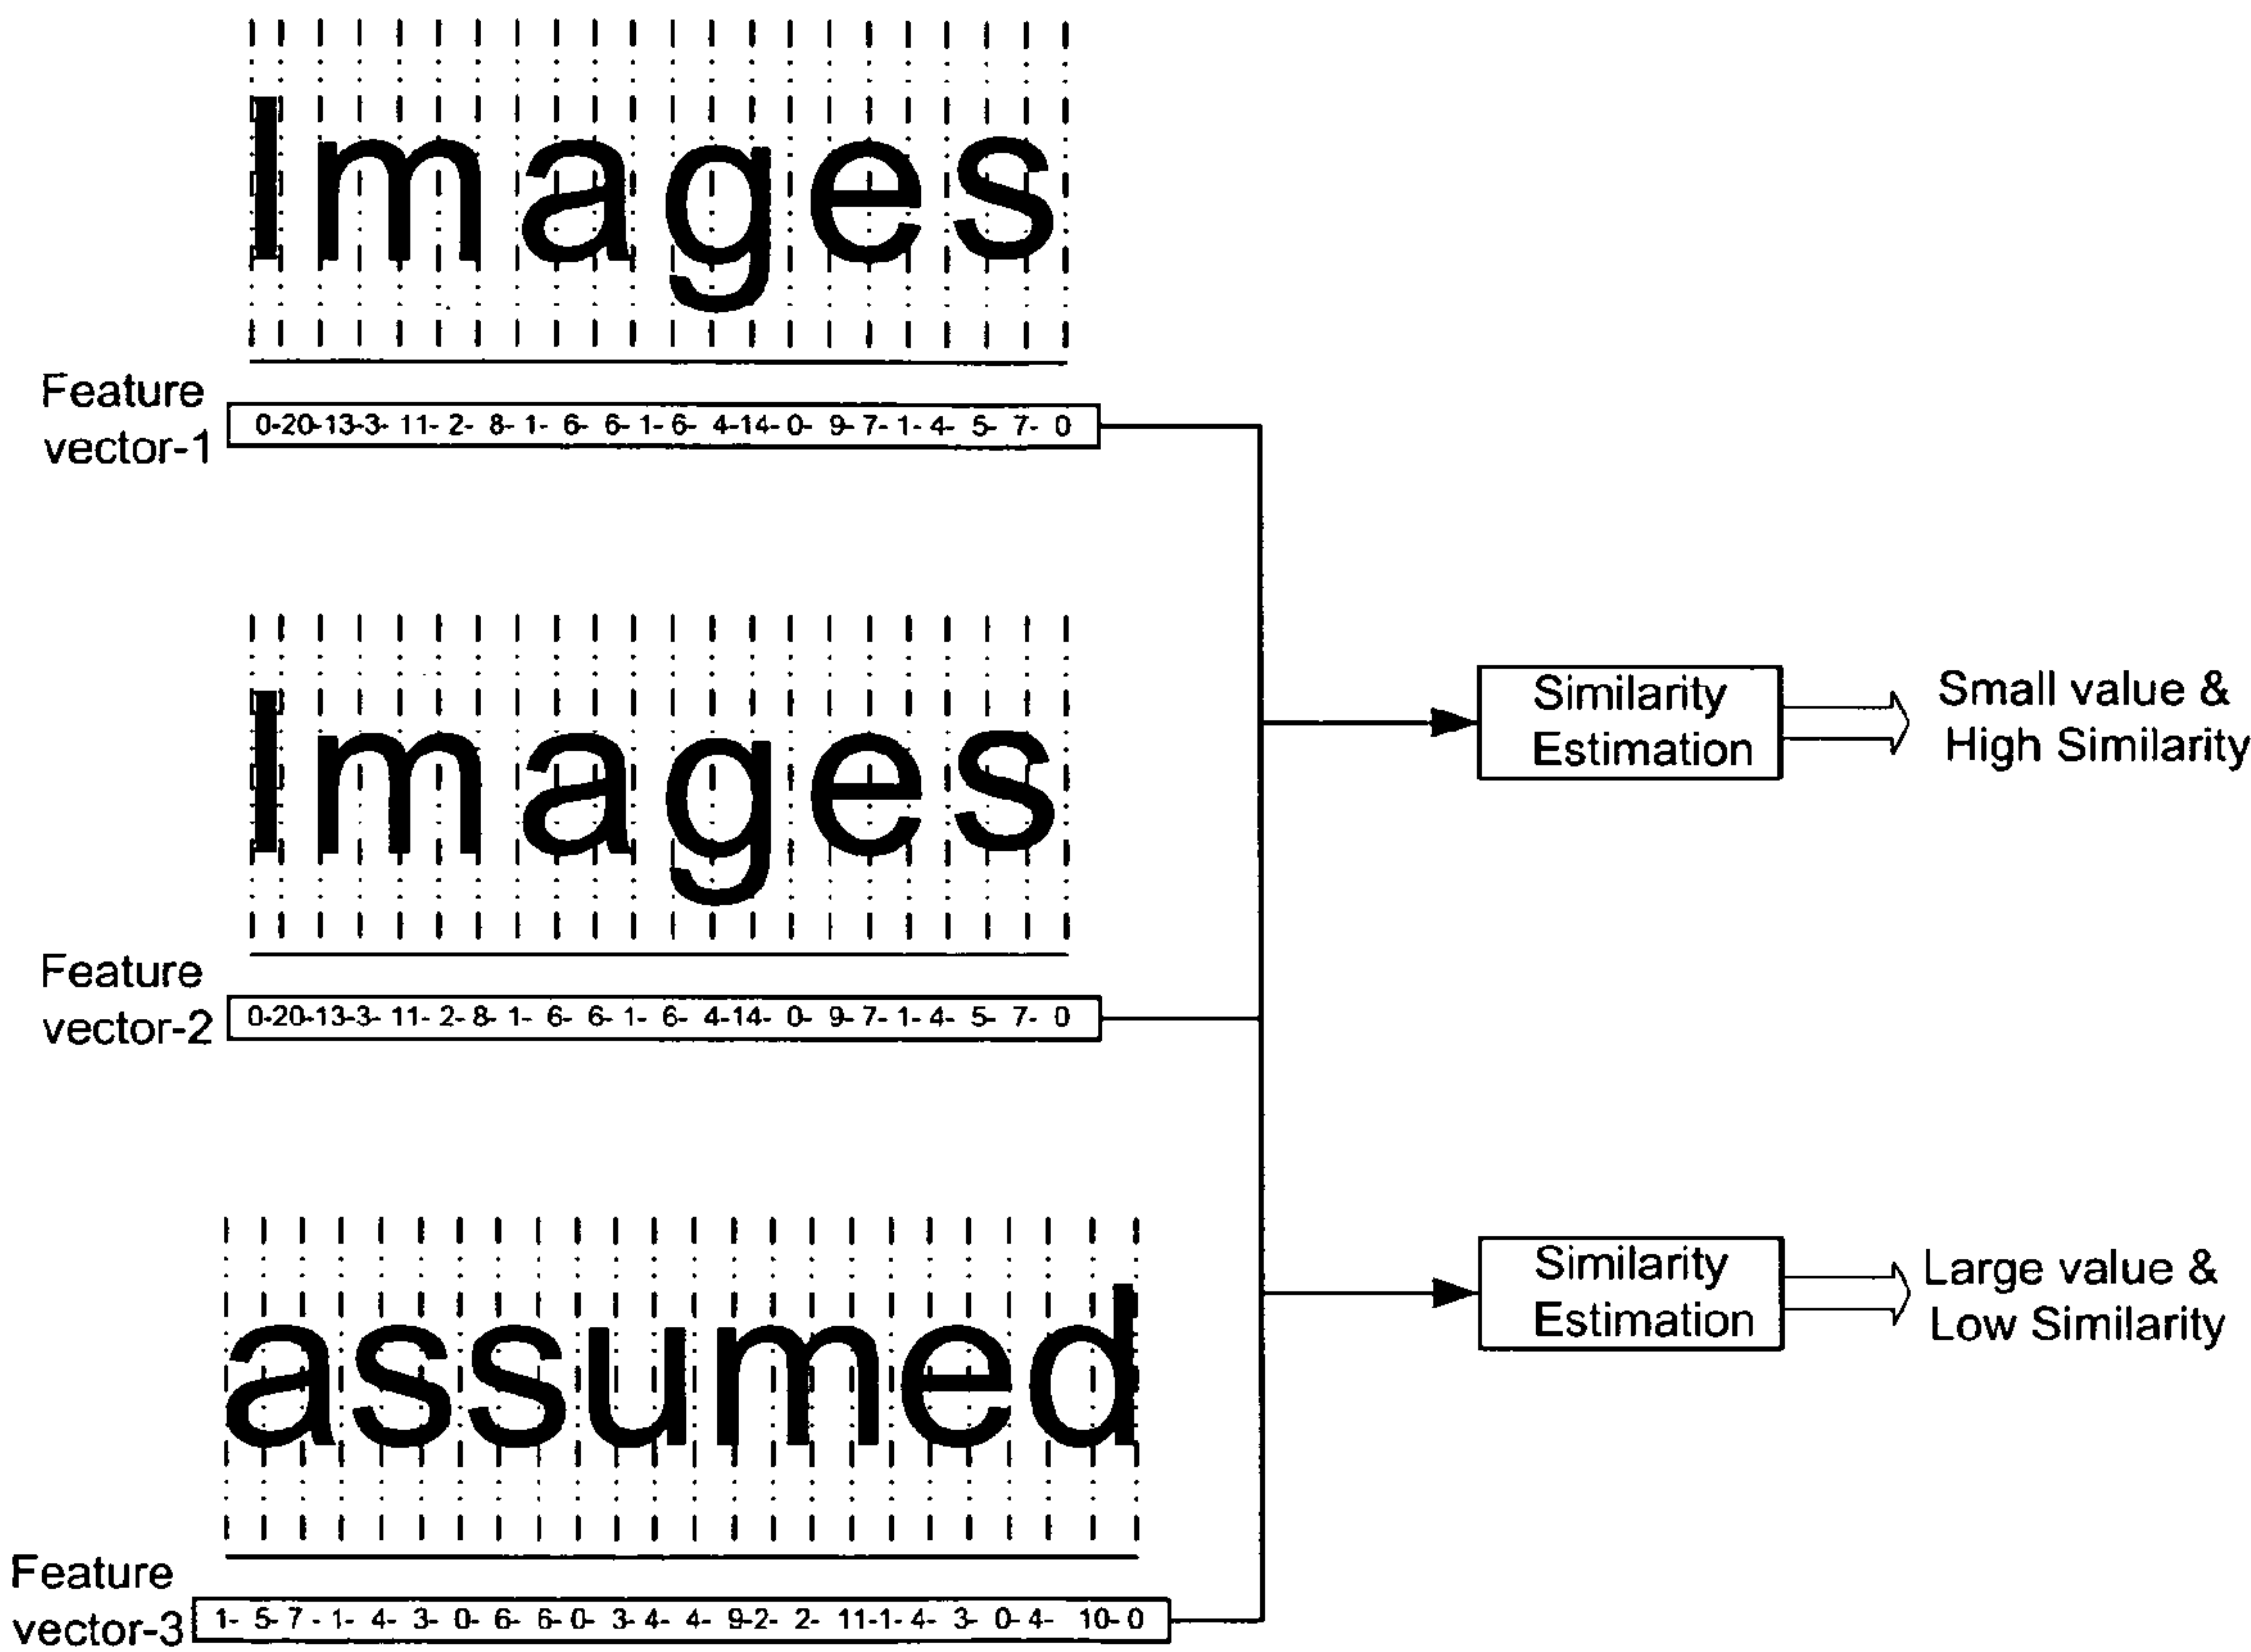 Images
Feature
vector-1
0-20-13-3- 11- 2- 8- 1- 6- 6- 1- 6- 4-14- 0- 9- 7- 1- 4- 5- 7- 0
Images
Similarity
Estimation
Small value &
High Similarity
Feature
vector-2
0-20-13-3- 11- 2- 8- 1- 6- 6- 1- 6- 4-14- 0- 9- 7- 1- 4- 5- 7- 0
assumed
Similarity
Estimation
Large value &
Low Similarity
Feature
vector-3
1- 5-7 - 1- 4- 3- 0- 6- 6- 0- 3- 4- 4- 9-2- 2- 11-1- 4- 3- 0- 4- 10- 0